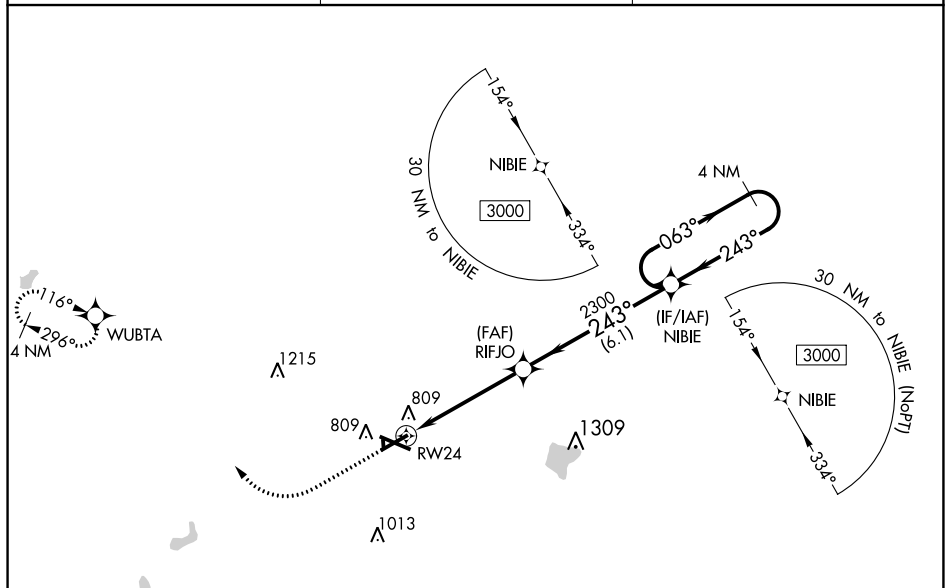 154°
NIBIE
3000
334°
30 NM to NIBIE
4 NM
063°
243°
(IF/IAF)
NIBIE
2300
243°
(6.1)
(FAF)
RIFJO
30 NM to NIBIE (NoPT)
154°
3000
NIBIE
334°
116°
296°
4 NM
WUBTA
1215
809
809
RW24
1309
1013